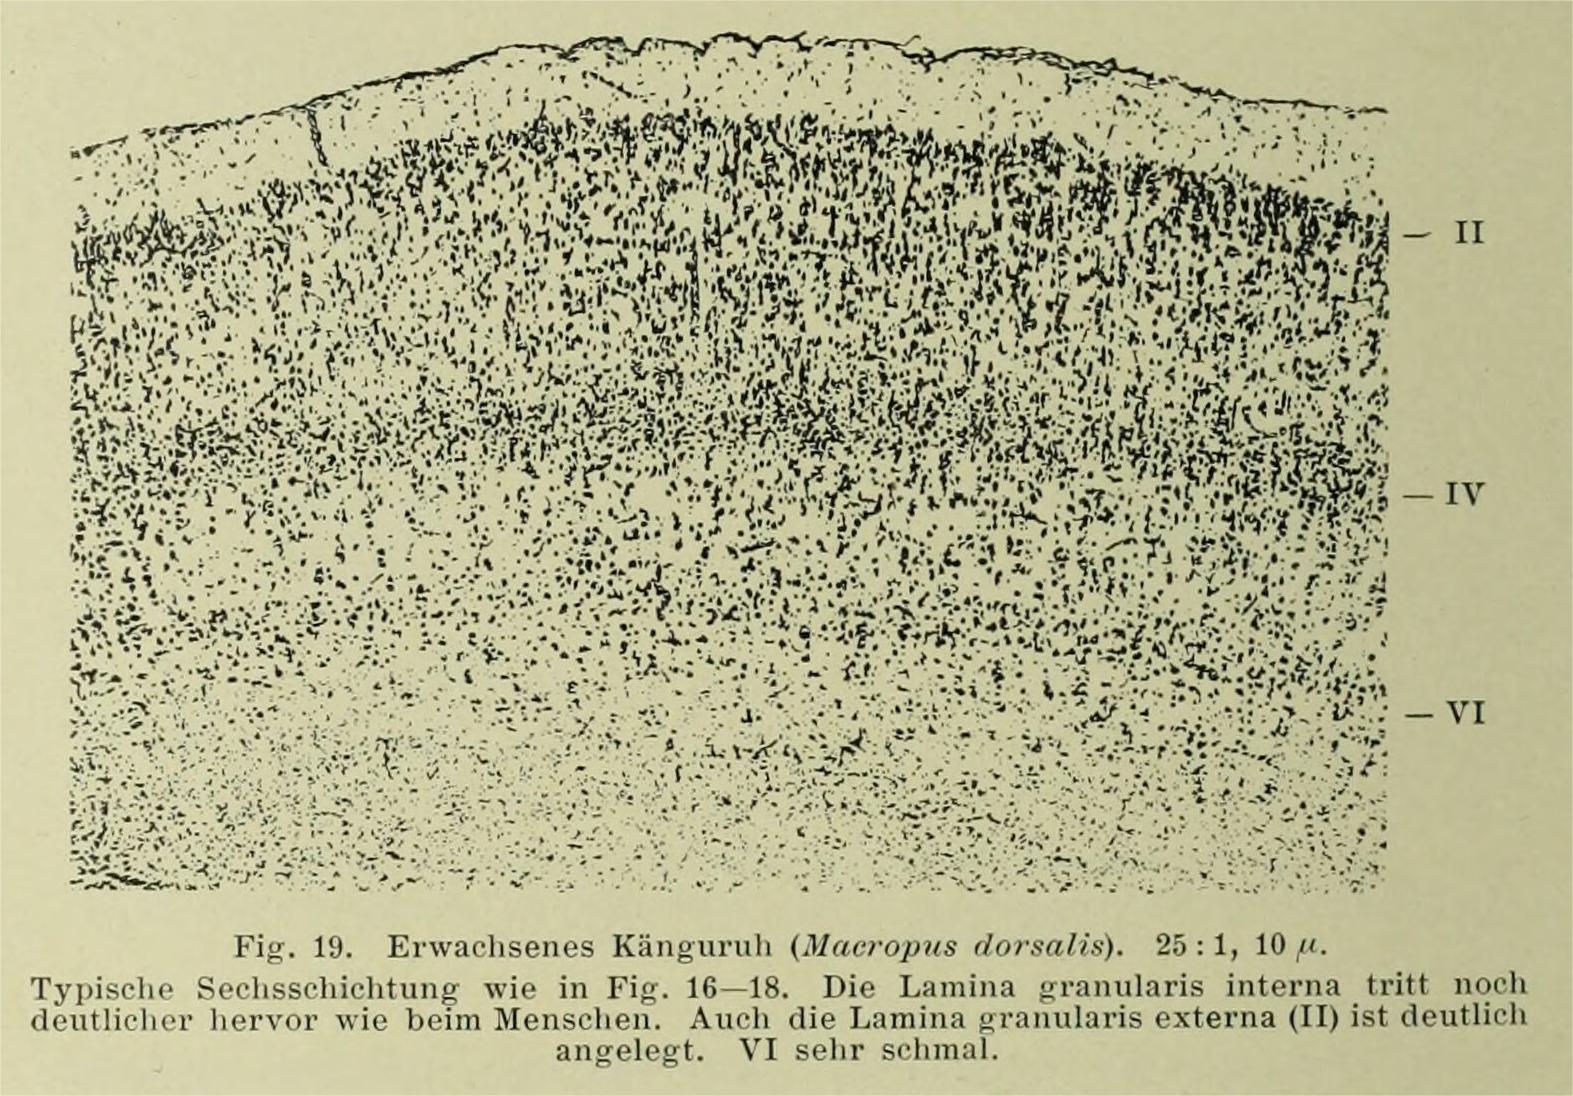 — II
— IV
— VI
Fig. 19. Erwachsenes Känguruh (Macropus dorsalis). 25 : 1, 10 μ.
Typische Sechsschichtung wie in Fig. 16—18. Die Lamina granularis interna tritt noch
deutlicher hervor wie beim Menschen. Auch die Lamina granularis externa (II) ist deutlich
angelegt. VI sehr schmal.